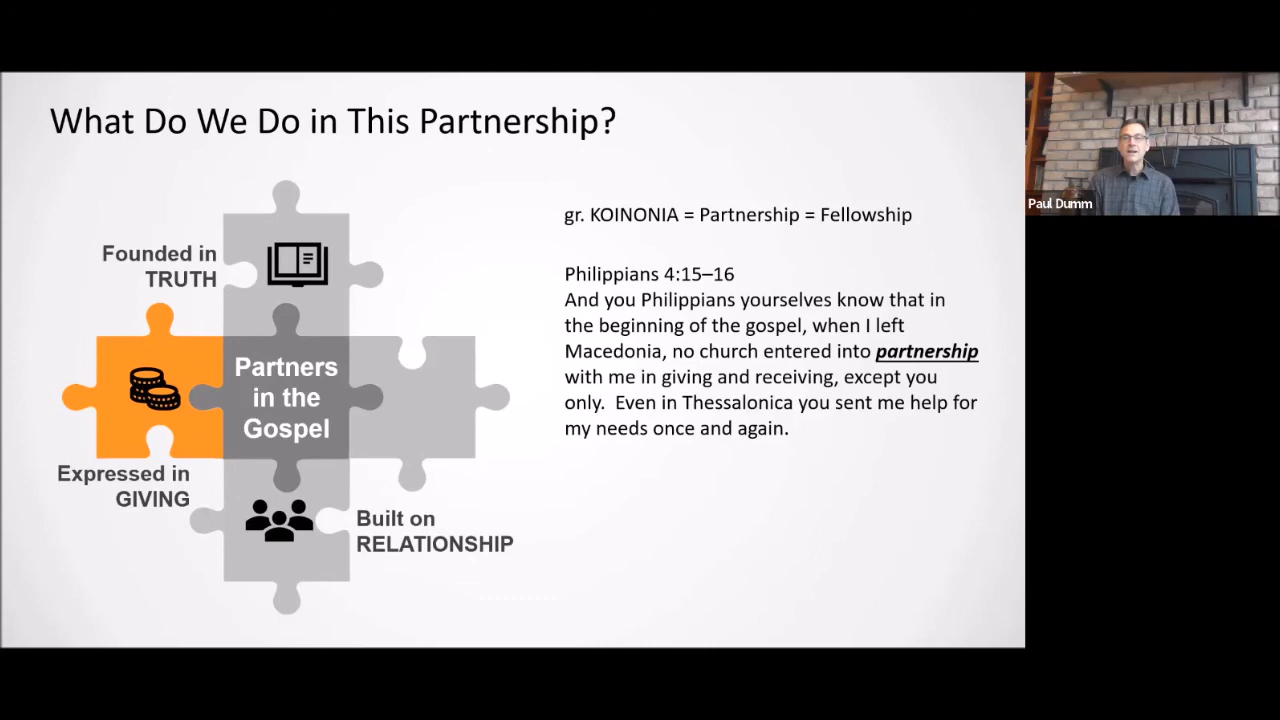 What Do We Do in This Partnership?
Founded in
TRUTH
Partners
in the
Gospel
Expressed in
GIVING
Built on
RELATIONSHIP
gr. KOINONIA = Partnership = Fellowship
Philippians 4:15–16
And you Philippians yourselves know that in
the beginning of the gospel, when I left
Macedonia, no church entered into partnership
with me in giving and receiving, except you
only.  Even in Thessalonica you sent me help for
my needs once and again.
Paul Dumm